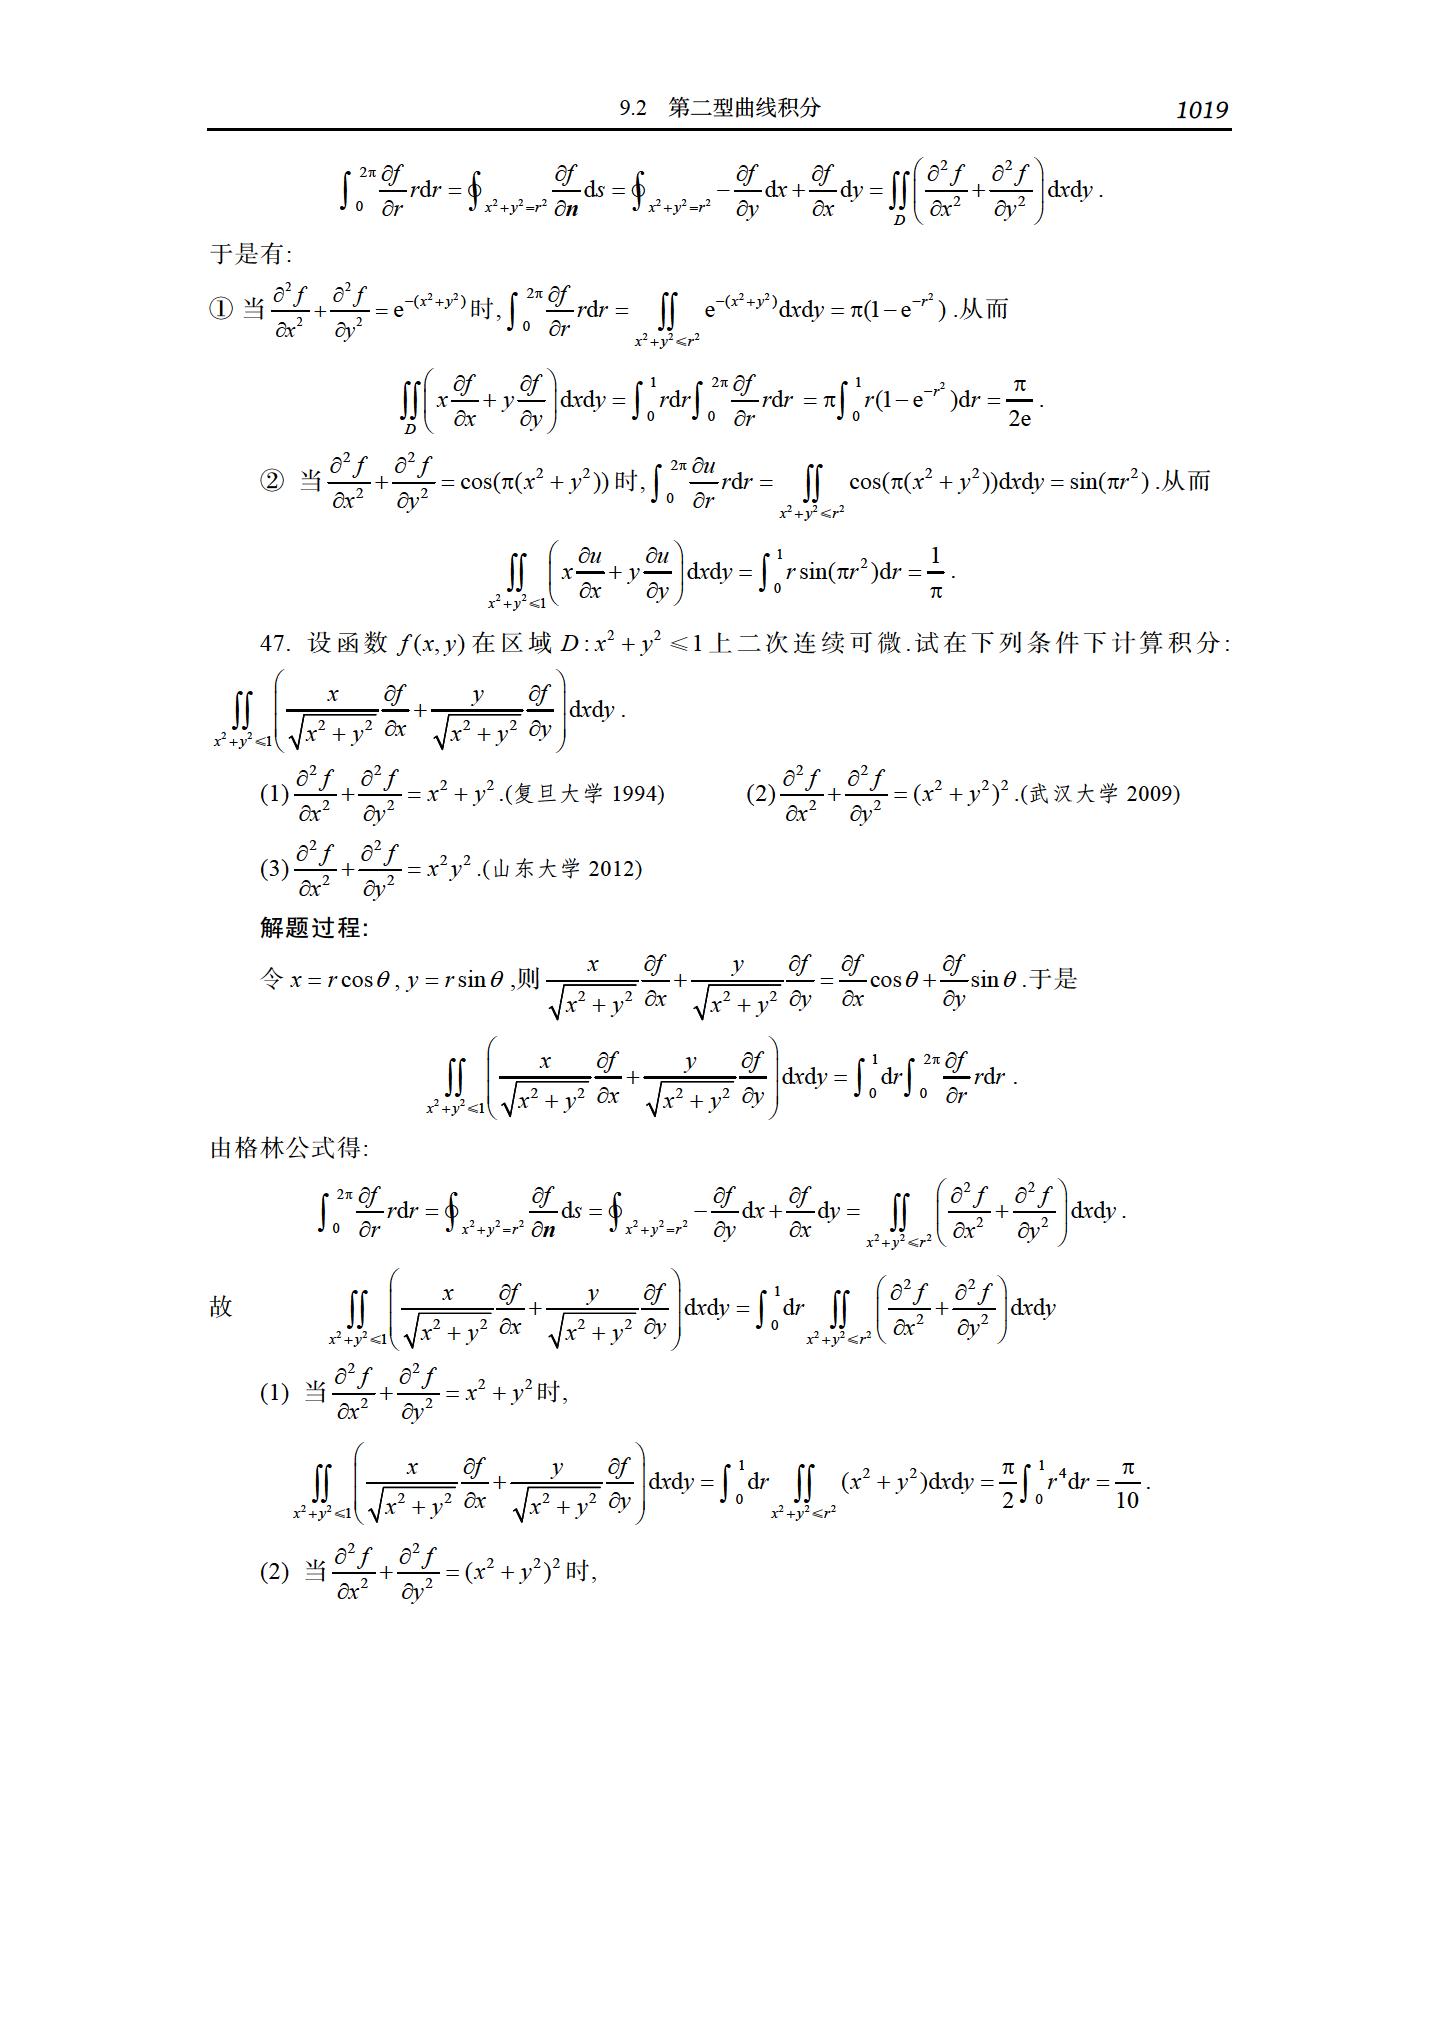 9.2 第二型曲线积分 1019
$\int_0^{2\pi}\frac{\partial f}{\partial r}r\mathrm{d}r=\oint_{x^2+y^2=r^2}\frac{\partial f}{\partial \boldsymbol{n}}\mathrm{d}s=\oint_{x^2+y^2=r^2}-\frac{\partial f}{\partial y}\mathrm{d}x+\frac{\partial f}{\partial x}\mathrm{d}y=\iint_D\left(\frac{\partial^2 f}{\partial x^2}+\frac{\partial^2 f}{\partial y^2}\right)\mathrm{d}x\mathrm{d}y.$
于是有:
① 当$\frac{\partial^2 f}{\partial x^2}+\frac{\partial^2 f}{\partial y^2}=\mathrm{e}^{-(x^2+y^2)}$时,$\int_0^{2\pi}\frac{\partial f}{\partial r}r\mathrm{d}r=\iint_{x^2+y^2\leqslant r^2}\mathrm{e}^{-(x^2+y^2)}\mathrm{d}x\mathrm{d}y=\pi(1-\mathrm{e}^{-r^2})$.从而
$\iint_D\left(x\frac{\partial f}{\partial x}+y\frac{\partial f}{\partial y}\right)\mathrm{d}x\mathrm{d}y=\int_0^1 r\mathrm{d}r\int_0^{2\pi}\frac{\partial f}{\partial r}r\mathrm{d}r=\pi\int_0^1 r(1-\mathrm{e}^{-r^2})\mathrm{d}r=\frac{\pi}{2\mathrm{e}}.$
② 当$\frac{\partial^2 f}{\partial x^2}+\frac{\partial^2 f}{\partial y^2}=\cos(\pi(x^2+y^2))$时,$\int_0^{2\pi}\frac{\partial u}{\partial r}r\mathrm{d}r=\iint_{x^2+y^2\leqslant r^2}\cos(\pi(x^2+y^2))\mathrm{d}x\mathrm{d}y=\sin(\pi r^2)$.从而
$\iint_{x^2+y^2\leqslant 1}\left(x\frac{\partial u}{\partial x}+y\frac{\partial u}{\partial y}\right)\mathrm{d}x\mathrm{d}y=\int_0^1 r\sin(\pi r^2)\mathrm{d}r=\frac{1}{\pi}.$
47. 设函数 $f(x,y)$ 在区域 $D:x^2+y^2\leqslant 1$ 上二次连续可微.试在下列条件下计算积分:
$\iint_{x^2+y^2\leqslant 1}\left(\frac{x}{\sqrt{x^2+y^2}}\frac{\partial f}{\partial x}+\frac{y}{\sqrt{x^2+y^2}}\frac{\partial f}{\partial y}\right)\mathrm{d}x\mathrm{d}y.$
(1)$\frac{\partial^2 f}{\partial x^2}+\frac{\partial^2 f}{\partial y^2}=x^2+y^2$.(复旦大学 1994) (2)$\frac{\partial^2 f}{\partial x^2}+\frac{\partial^2 f}{\partial y^2}=(x^2+y^2)^2$.(武汉大学 2009)
(3)$\frac{\partial^2 f}{\partial x^2}+\frac{\partial^2 f}{\partial y^2}=x^2y^2$.(山东大学 2012)
解题过程:
令 $x=r\cos\theta,y=r\sin\theta$,则$\frac{x}{\sqrt{x^2+y^2}}\frac{\partial f}{\partial x}+\frac{y}{\sqrt{x^2+y^2}}\frac{\partial f}{\partial y}=\frac{\partial f}{\partial x}\cos\theta+\frac{\partial f}{\partial y}\sin\theta$.于是
$\iint_{x^2+y^2\leqslant 1}\left(\frac{x}{\sqrt{x^2+y^2}}\frac{\partial f}{\partial x}+\frac{y}{\sqrt{x^2+y^2}}\frac{\partial f}{\partial y}\right)\mathrm{d}x\mathrm{d}y=\int_0^1\mathrm{d}r\int_0^{2\pi}\frac{\partial f}{\partial r}r\mathrm{d}r.$
由格林公式得:
$\int_0^{2\pi}\frac{\partial f}{\partial r}r\mathrm{d}r=\oint_{x^2+y^2=r^2}\frac{\partial f}{\partial \boldsymbol{n}}\mathrm{d}s=\oint_{x^2+y^2=r^2}-\frac{\partial f}{\partial y}\mathrm{d}x+\frac{\partial f}{\partial x}\mathrm{d}y=\iint_{x^2+y^2\leqslant r^2}\left(\frac{\partial^2 f}{\partial x^2}+\frac{\partial^2 f}{\partial y^2}\right)\mathrm{d}x\mathrm{d}y.$
故 $\iint_{x^2+y^2\leqslant 1}\left(\frac{x}{\sqrt{x^2+y^2}}\frac{\partial f}{\partial x}+\frac{y}{\sqrt{x^2+y^2}}\frac{\partial f}{\partial y}\right)\mathrm{d}x\mathrm{d}y=\int_0^1\mathrm{d}r\iint_{x^2+y^2\leqslant r^2}\left(\frac{\partial^2 f}{\partial x^2}+\frac{\partial^2 f}{\partial y^2}\right)\mathrm{d}x\mathrm{d}y$
(1) 当$\frac{\partial^2 f}{\partial x^2}+\frac{\partial^2 f}{\partial y^2}=x^2+y^2$时,
$\iint_{x^2+y^2\leqslant 1}\left(\frac{x}{\sqrt{x^2+y^2}}\frac{\partial f}{\partial x}+\frac{y}{\sqrt{x^2+y^2}}\frac{\partial f}{\partial y}\right)\mathrm{d}x\mathrm{d}y=\int_0^1\mathrm{d}r\iint_{x^2+y^2\leqslant r^2}(x^2+y^2)\mathrm{d}x\mathrm{d}y=\frac{\pi}{2}\int_0^1 r^4\mathrm{d}r=\frac{\pi}{10}.$
(2) 当$\frac{\partial^2 f}{\partial x^2}+\frac{\partial^2 f}{\partial y^2}=(x^2+y^2)^2$时,